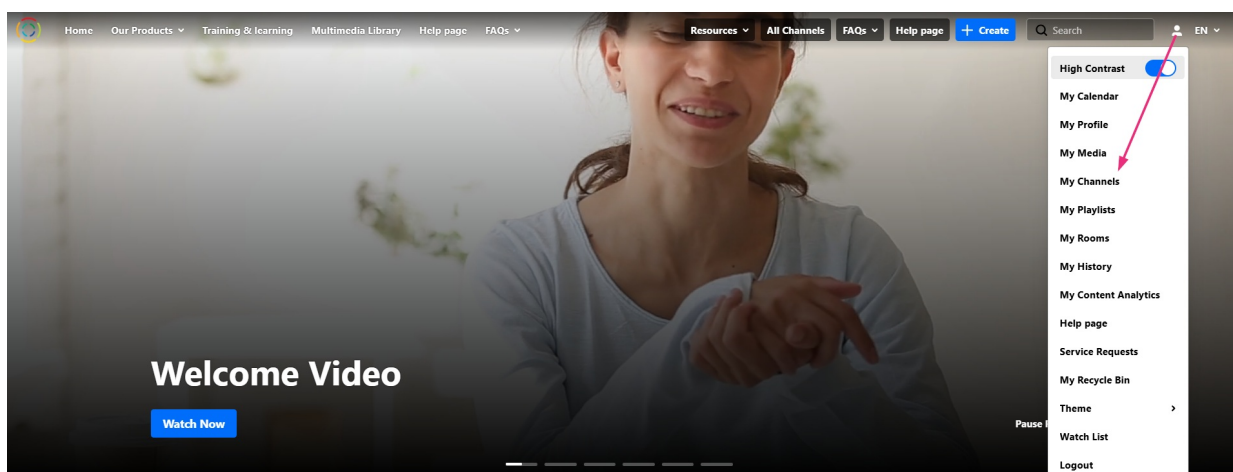 Home Our Products Training & learning Multimedia Library Help page FAQs Resources All Channels FAQs Help page + Create Search EN
High Contrast
My Calendar
My Profile
My Media
My Channels
My Playlists
My Rooms
My History
My Content Analytics
Help page
Service Requests
My Recycle Bin
Theme
Watch List
Logout
Welcome Video
Watch Now
Pause